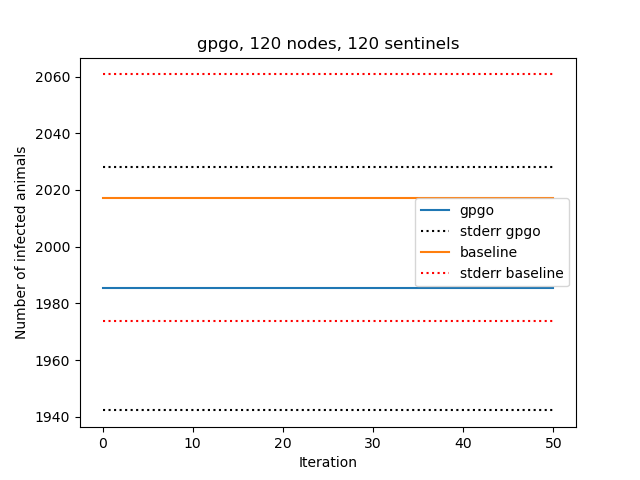 gpgo, 120 nodes, 120 sentinels
2060
2040
2020
2000
1980
1960
1940
Number of infected animals
gpgo
stderr gpgo
baseline
stderr baseline
0 10 20 30 40 50
Iteration